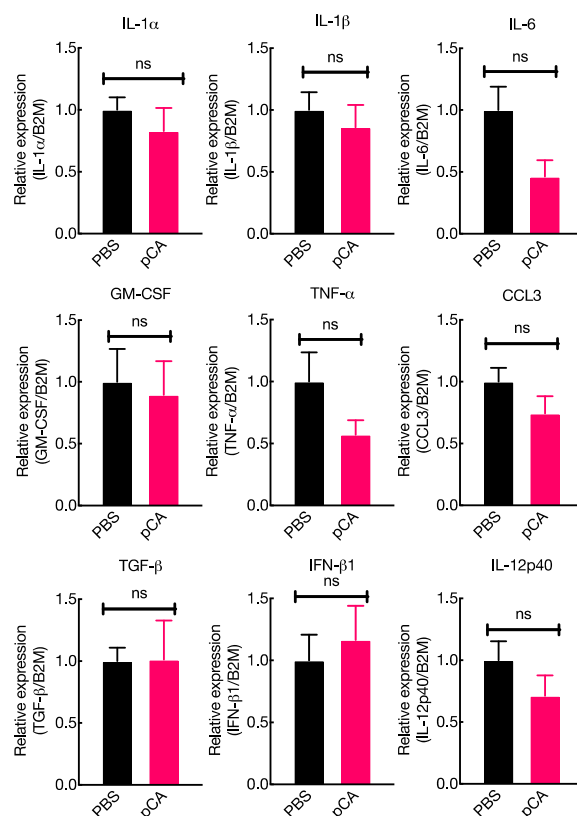 IL-1α
Relative expression
(IL-1α/B2M)
1.5
1.0
0.5
0.0
ns
PBS
pCA
IL-1β
Relative expression
(IL-1β/B2M)
1.5
1.0
0.5
0.0
ns
PBS
pCA
IL-6
Relative expression
(IL-6/B2M)
1.5
1.0
0.5
0.0
ns
PBS
pCA
GM-CSF
Relative expression
(GM-CSF/B2M)
1.5
1.0
0.5
0.0
ns
PBS
pCA
TNF-α
Relative expression
(TNF-α/B2M)
1.5
1.0
0.5
0.0
ns
PBS
pCA
CCL3
Relative expression
(CCL3/B2M)
1.5
1.0
0.5
0.0
ns
PBS
pCA
TGF-β
Relative expression
(TGF-β/B2M)
1.5
1.0
0.5
0.0
ns
PBS
pCA
IFN-β1
Relative expression
(IFN-β1/B2M)
1.5
1.0
0.5
0.0
ns
PBS
pCA
IL-12p40
Relative expression
(IL-12p40/B2M)
1.5
1.0
0.5
0.0
ns
PBS
pCA